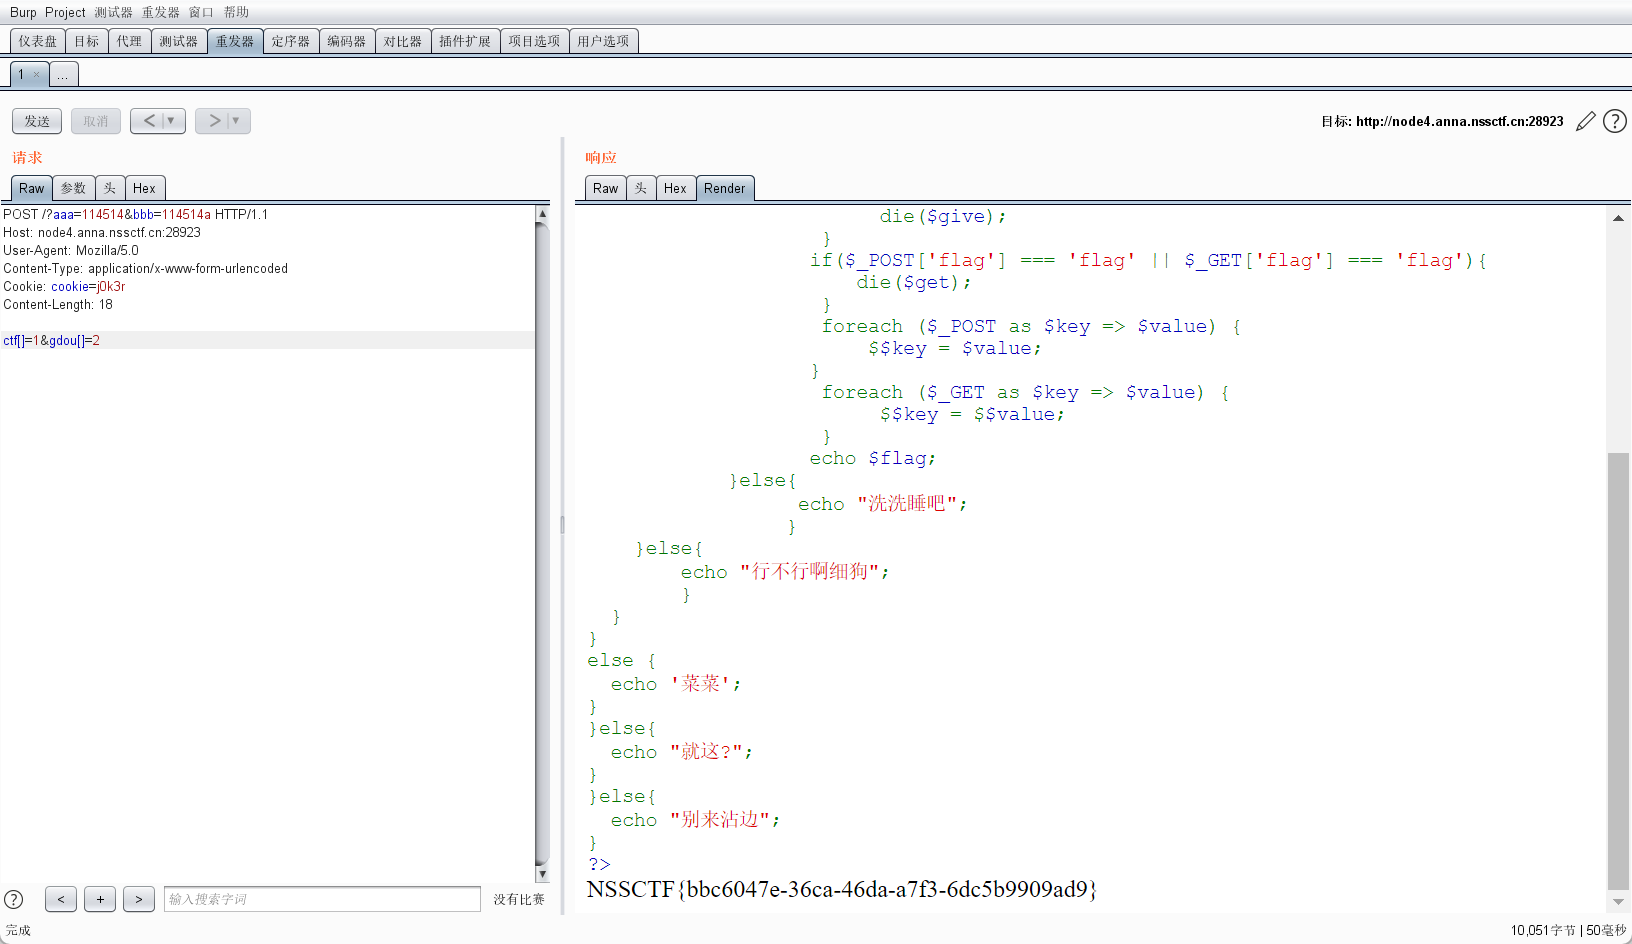 Burp Project 测试器 重发器 窗口 帮助
仪表盘 目标 代理 测试器 重发器 定序器 编码器 对比器 插件扩展 项目选项 用户选项
1 × ...
发送 取消 < ▼ > ▼ 目标: http://node4.anna.nssctf.cn:28923 ?
请求
Raw 参数 头 Hex
POST /?aaa=114514&bbb=114514a HTTP/1.1
Host: node4.anna.nssctf.cn:28923
User-Agent: Mozilla/5.0
Content-Type: application/x-www-form-urlencoded
Cookie: cookie=j0k3r
Content-Length: 18
ctf[]=1&gdou[]=2
? < + > 输入搜索字词 没有比赛
响应
Raw 头 Hex Render
die($give);
}
if($_POST['flag'] === 'flag' || $_GET['flag'] === 'flag'){
die($get);
}
foreach ($_POST as $key => $value) {
$$key = $value;
}
foreach ($_GET as $key => $value) {
$$key = $$value;
}
echo $flag;
}else{
echo "洗洗睡吧";
}
}else{
echo "行不行啊细狗";
}
}
}
else {
echo '菜菜';
}
}else{
echo "就这?";
}
}else{
echo "别来沾边";
}
?>
NSSCTF{bbc6047e-36ca-46da-a7f3-6dc5b9909ad9}
完成 10,051字节 | 50毫秒